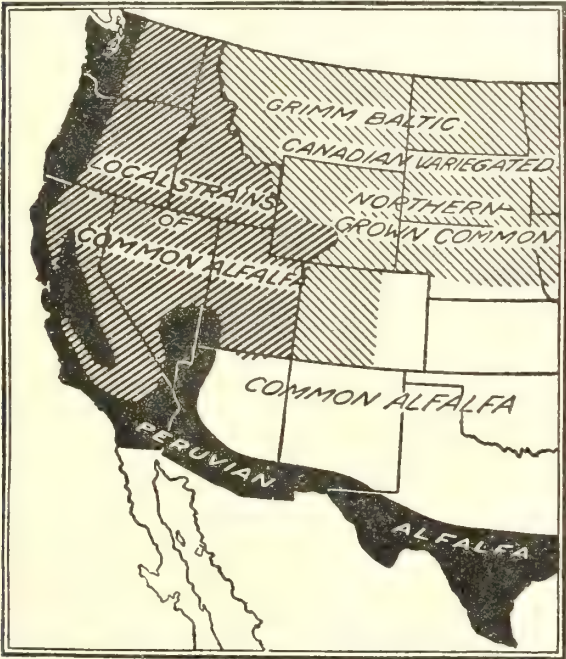 GRIMM BALTIC
CANADIAN VARIEGATED
NORTHERN
GROWN COMMON
LOCAL STRAINS
OF
COMMON ALFALFA
COMMON ALFALFA
PERUVIAN
ALFALFA